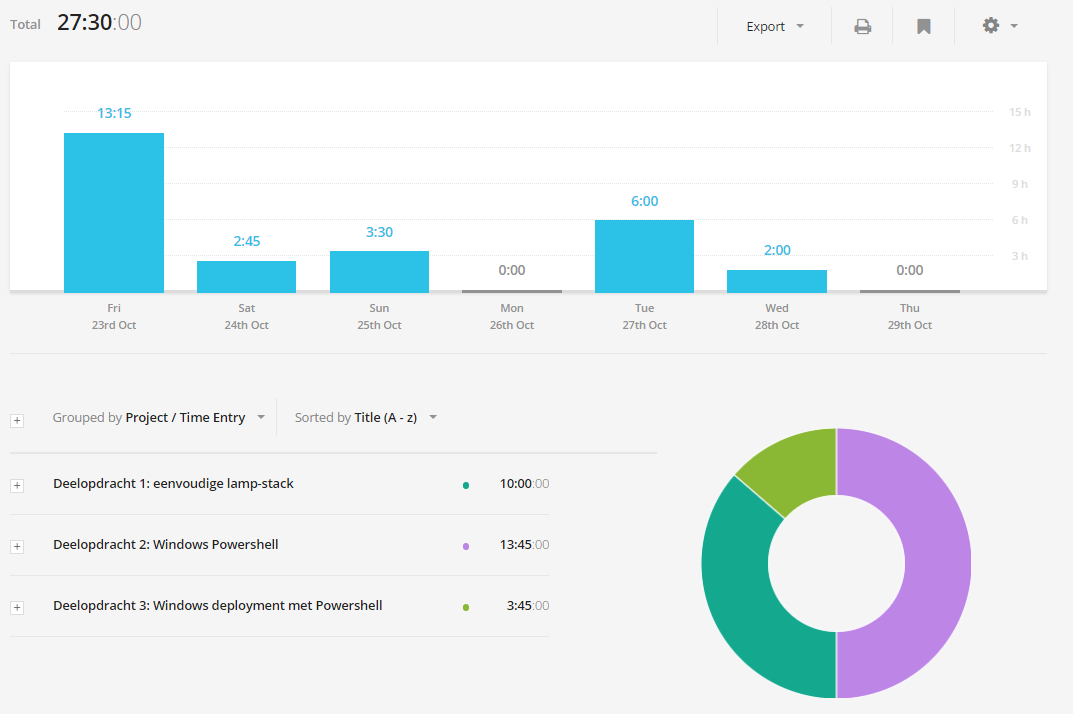 Total 27:30:00 Export
15 h
13:15
12 h
9 h
6:00
6 h
3:30
2:45
2:00
3 h
0:00
0:00
Fri Sat Sun Mon Tue Wed Thu
23rd Oct 24th Oct 25th Oct 26th Oct 27th Oct 28th Oct 29th Oct
Grouped by Project / Time Entry Sorted by Title (A - z)
Deelopdracht 1: eenvoudige lamp-stack 10:00:00
Deelopdracht 2: Windows Powershell 13:45:00
Deelopdracht 3: Windows deployment met Powershell 3:45:00